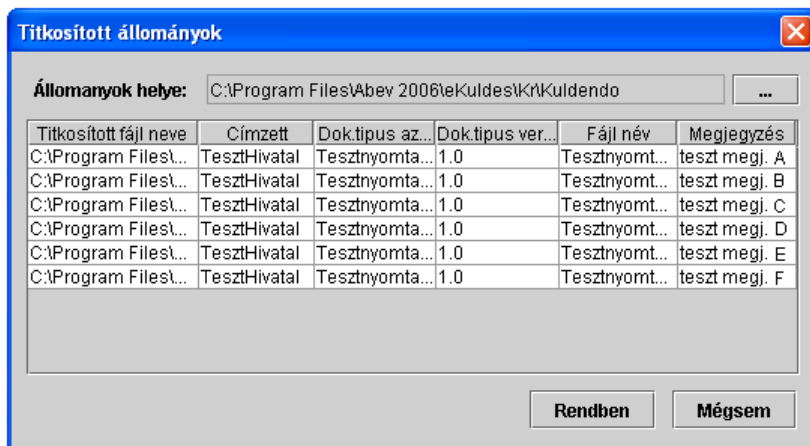 Titkosított állományok
Állomanyok helye: C:\Program Files\Abev 2006\eKuldes\Kr\Kuldendo ...
Titkosított fájl neve Címzett Dok.tipus az... Dok.tipus ver... Fájl név Megjegyzés
C:\Program Files\... TesztHivatal Tesztnyomta... 1.0 Tesztnyomt... teszt megj. A
C:\Program Files\... TesztHivatal Tesztnyomta... 1.0 Tesztnyomt... teszt megj. B
C:\Program Files\... TesztHivatal Tesztnyomta... 1.0 Tesztnyomt... teszt megj. C
C:\Program Files\... TesztHivatal Tesztnyomta... 1.0 Tesztnyomt... teszt megj. D
C:\Program Files\... TesztHivatal Tesztnyomta... 1.0 Tesztnyomt... teszt megj. E
C:\Program Files\... TesztHivatal Tesztnyomta... 1.0 Tesztnyomt... teszt megj. F
Rendben Mégsem